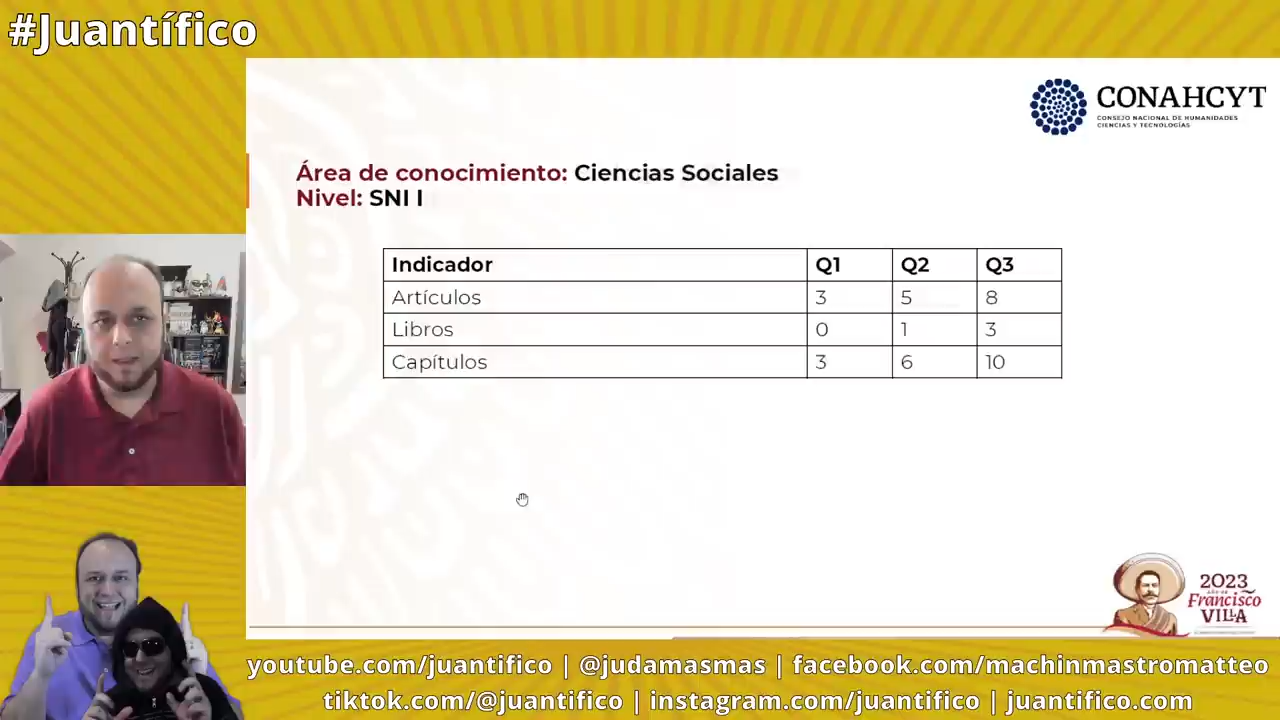 #Juantífico
CONAHCYT
CONSEJO NACIONAL DE HUMANIDADES
CIENCIAS Y TECNOLOGÍAS
Área de conocimiento: Ciencias Sociales
Nivel: SNI I
Indicador Q1 Q2 Q3
Artículos 3 5 8
Libros 0 1 3
Capítulos 3 6 10
2023
AÑO DE
Francisco
VILLA
youtube.com/juantifico | @judamasmas | facebook.com/machinmastromatteo
tiktok.com/@juantifico | instagram.com/juantifico | juantifico.com